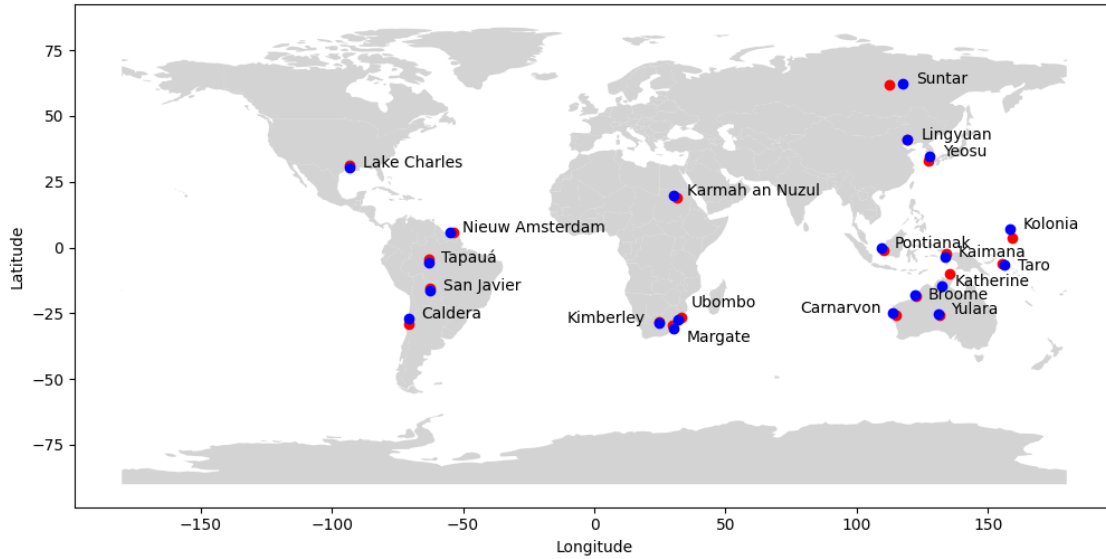 75
50
25
0
−25
−50
−75
Latitude
Suntar
Lingyuan
Yeosu
Lake Charles
Karmah an Nuzul
Nieuw Amsterdam
Kolonia
Pontianak
Kaimana
Tapauá
Taro
Katherine
San Javier
Broome
Ubombo
Carnarvon
Yulara
Caldera
Kimberley
Margate
−150
−100
−50
0
50
100
150
Longitude